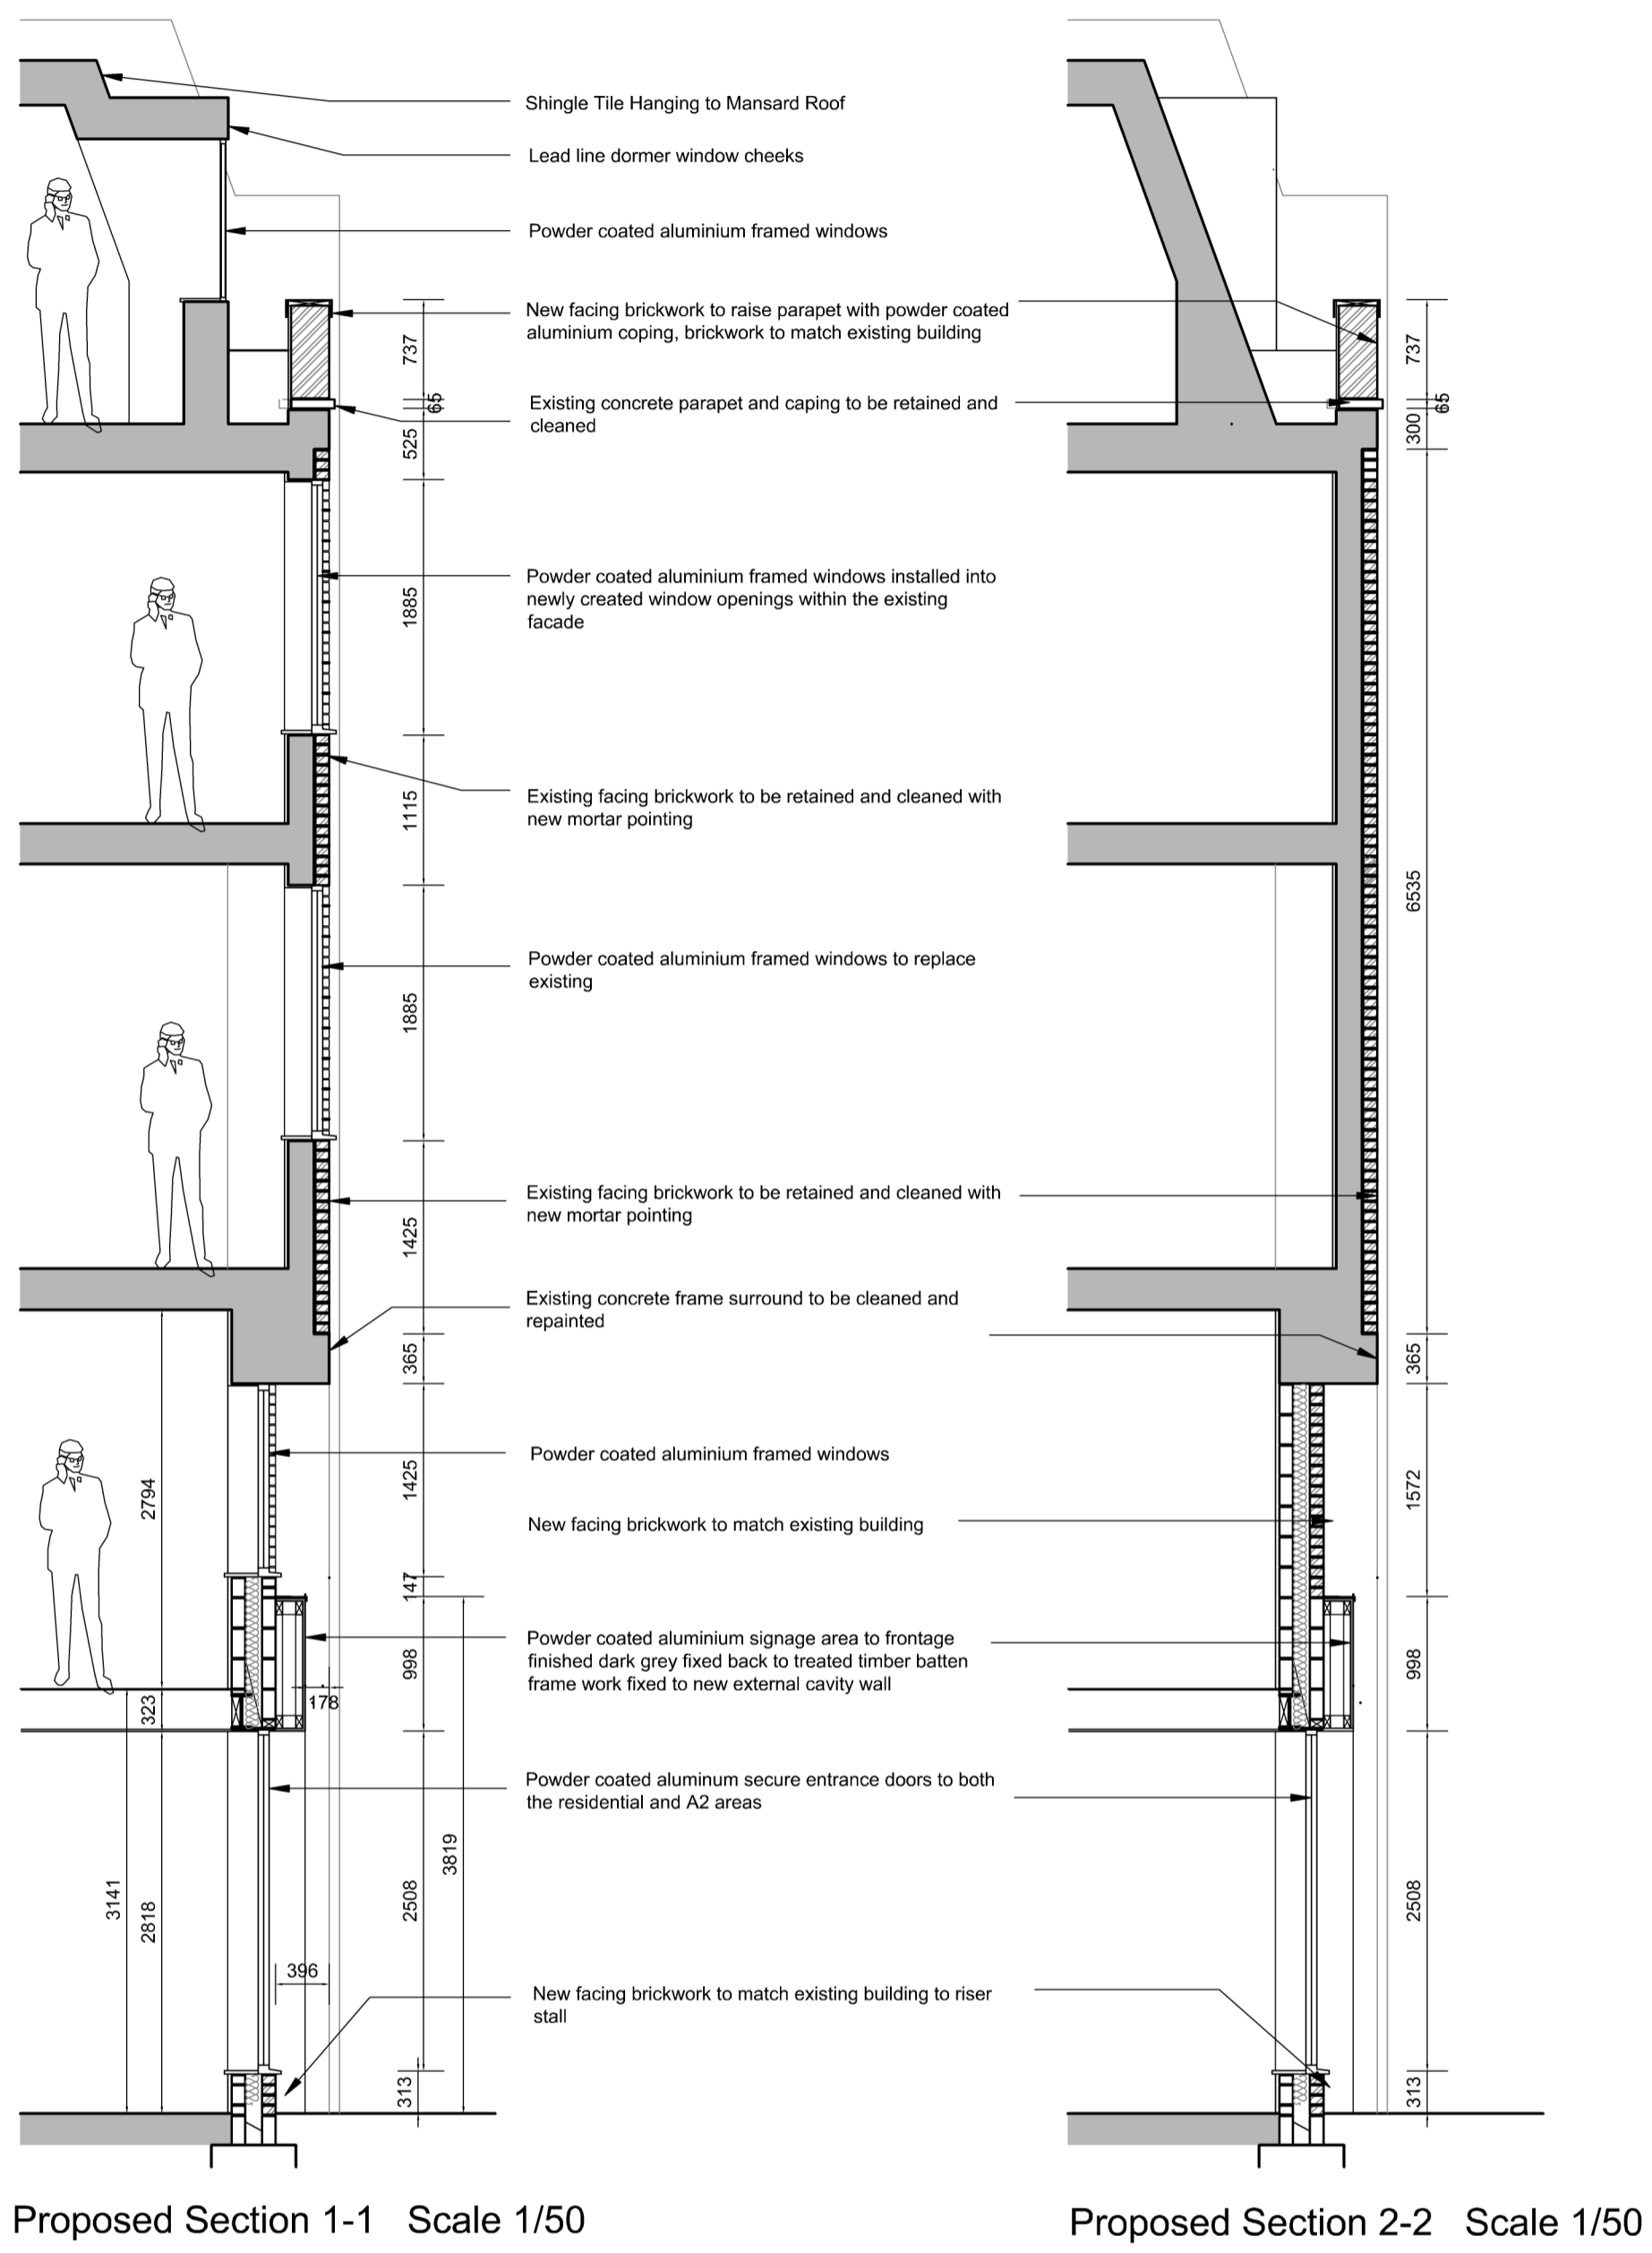 Shingle Tile Hanging to Mansard Roof
Lead line dormer window cheeks
Powder coated aluminium framed windows
New facing brickwork to raise parapet with powder coated
aluminium coping, brickwork to match existing building
Existing concrete parapet and caping to be retained and
cleaned
Powder coated aluminium framed windows installed into
newly created window openings within the existing
facade
Existing facing brickwork to be retained and cleaned with
new mortar pointing
Powder coated aluminium framed windows to replace
existing
Existing facing brickwork to be retained and cleaned with
new mortar pointing
Existing concrete frame surround to be cleaned and
repainted
Powder coated aluminium framed windows
New facing brickwork to match existing building
Powder coated aluminium signage area to frontage
finished dark grey fixed back to treated timber batten
frame work fixed to new external cavity wall
Powder coated aluminum secure entrance doors to both
the residential and A2 areas
New facing brickwork to match existing building to riser
stall
737
65
525
1885
1115
1885
1425
365
1425
147
998
2508
313
3819
2794
323
3141
2818
178
396
737
65
300
6535
365
1572
998
2508
313
Proposed Section 1-1 Scale 1/50
Proposed Section 2-2 Scale 1/50